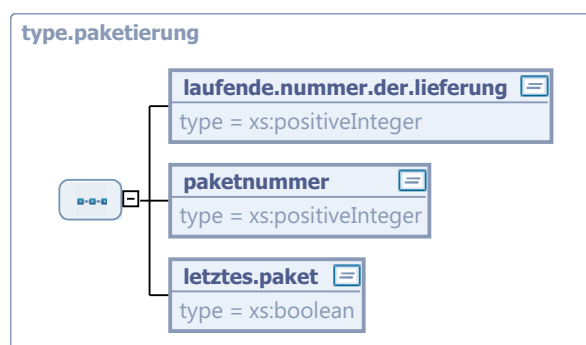 type.paketierung
laufende.nummer.der.lieferung
type = xs:positiveInteger
paketnummer
type = xs:positiveInteger
letztes.paket
type = xs:boolean